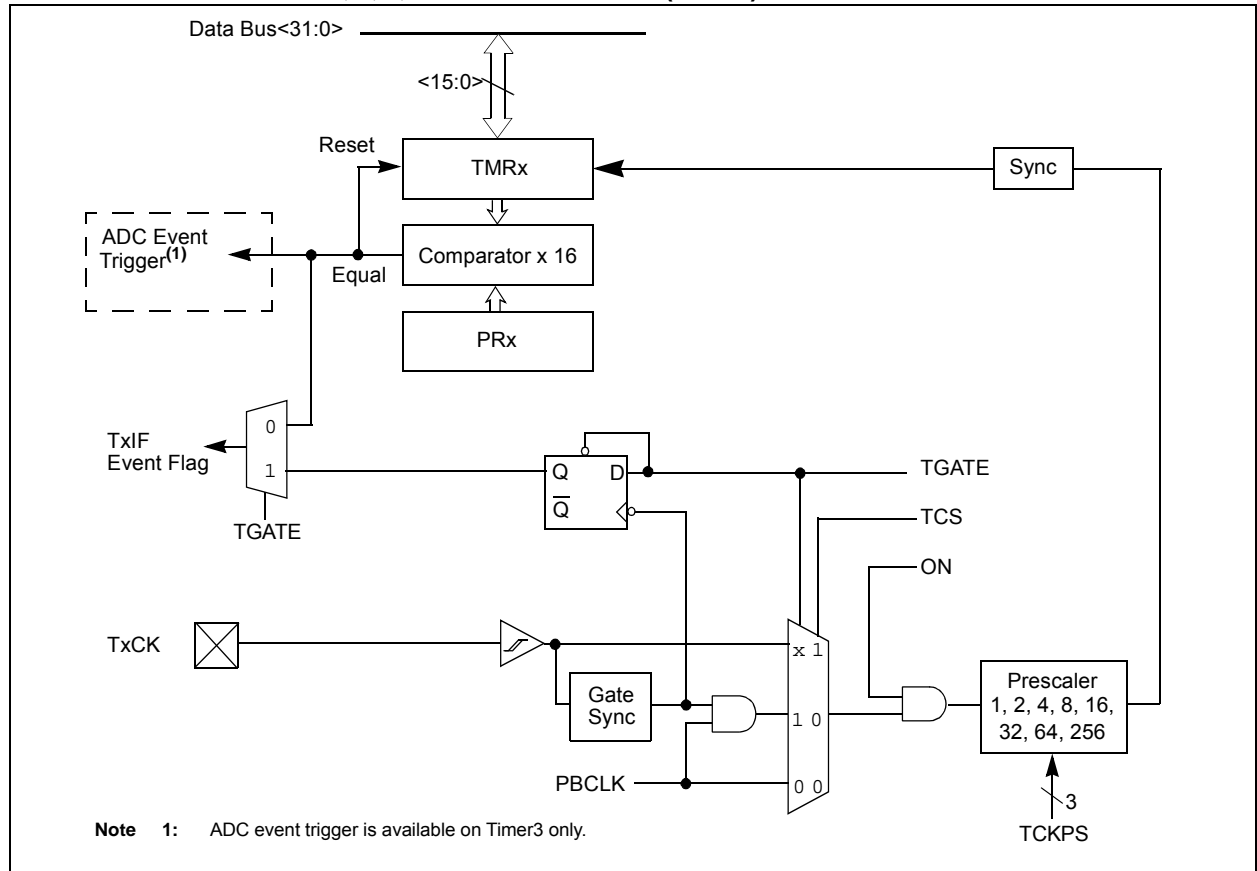 Data Bus<31:0>
<15:0>
Reset
TMRx
Sync
ADC Event
Trigger(1)
Equal
Comparator x 16
PRx
0
1
TxIF
Event Flag
TGATE
Q
D
Q
TGATE
TCS
ON
TxCK
x 1
Gate
Sync
1 0
Prescaler
1, 2, 4, 8, 16,
32, 64, 256
PBCLK
0 0
3
TCKPS
Note 1: ADC event trigger is available on Timer3 only.